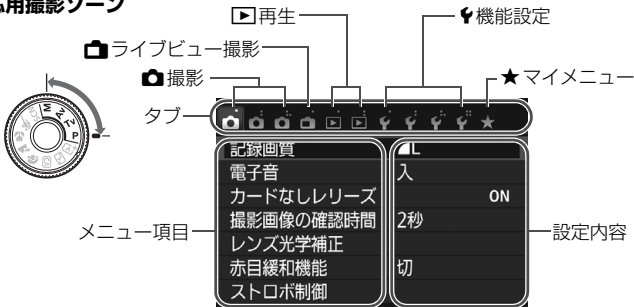 応用撮影ゾーン
再生
機能設定
ライブビュー撮影
撮影
★マイメニュー
タブ
記録画質 L
電子音 入
カードなしレリーズ ON
撮影画像の確認時間 2秒
レンズ光学補正
赤目緩和機能 切
ストロボ制御
メニュー項目
設定内容